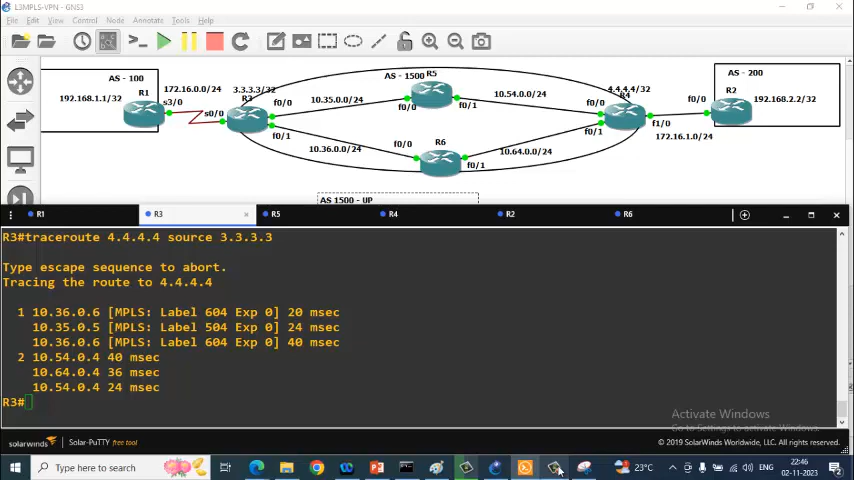 L3MPLS-VPN - GNS3
File Edit View Control Node Annotate Tools Help
AS - 100
AS - 1500
R5
AS - 200
R1
172.16.0.0/24
3.3.3.3/32
4.4.4.4/32
192.168.1.1/32
s3/0
s0/0
R3
f0/0
10.35.0.0/24
f0/0
f0/1
10.54.0.0/24
f0/0
R4
f0/0
R2
192.168.2.2/32
f0/1
R6
f0/1
f1/0
10.36.0.0/24
f0/0
10.64.0.0/24
172.16.1.0/24
f0/1
AS 1500 - UP
R1
R3
R5
R4
R2
R6
R3#traceroute 4.4.4.4 source 3.3.3.3
Type escape sequence to abort.
Tracing the route to 4.4.4.4
1 10.36.0.6 [MPLS: Label 604 Exp 0] 20 msec
10.35.0.5 [MPLS: Label 504 Exp 0] 24 msec
10.36.0.6 [MPLS: Label 604 Exp 0] 40 msec
2 10.54.0.4 40 msec
10.64.0.4 36 msec
10.54.0.4 24 msec
R3#
Activate Windows
Go to Settings to activate Windows.
solarwinds Solar-PuTTY free tool
© 2019 SolarWinds Worldwide, LLC. All rights reserved.
Type here to search
23°C
ENG
22:46
02-11-2023
2